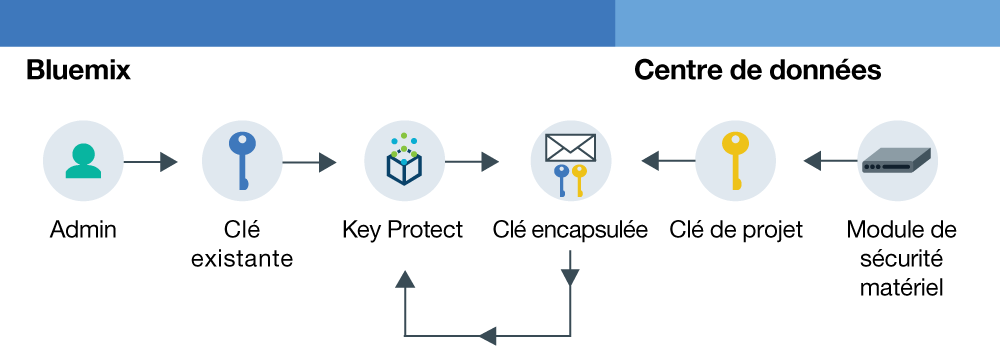 Bluemix
Centre de données
Admin
Clé
existante
Key Protect
Clé encapsulée
Clé de projet
Module de
sécurité
matériel